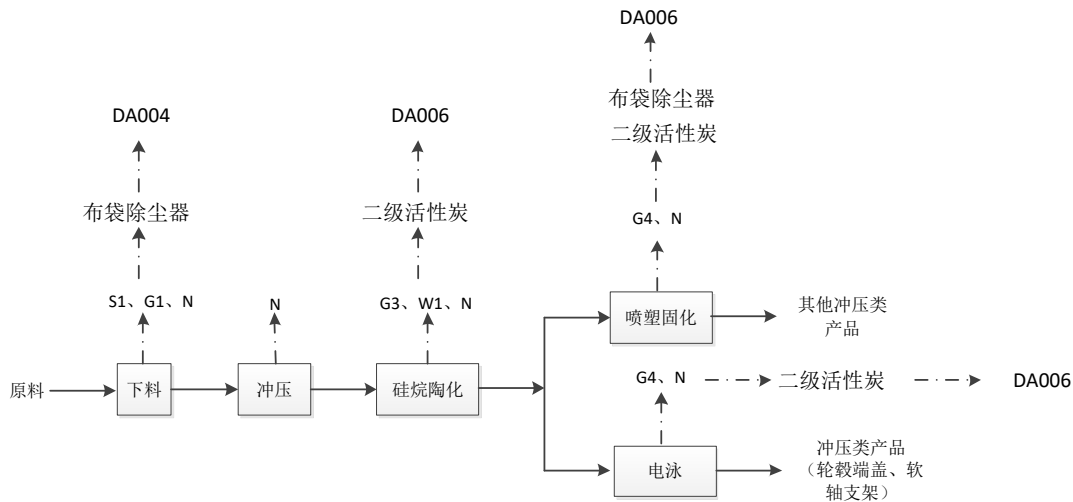 DA006
布袋除尘器
二级活性炭
DA004
DA006
布袋除尘器
二级活性炭
G4、N
S1、G1、N
N
G3、W1、N
喷塑固化
其他冲压类
产品
原料
下料
冲压
硅烷陶化
G4、N
二级活性炭
DA006
电泳
冲压类产品
（轮毂端盖、软
轴支架）